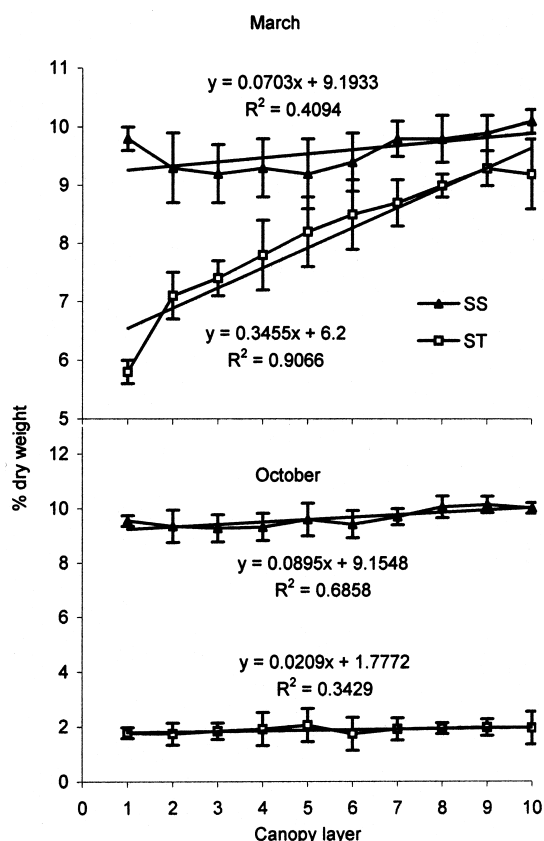 March
y = 0.0703x + 9.1933
R² = 0.4094
11
10
9
8
7
6
5
SS
ST
y = 0.3455x + 6.2
R² = 0.9066
% dry weight
October
12
10
8
6
4
2
0
y = 0.0895x + 9.1548
R² = 0.6858
y = 0.0209x + 1.7772
R² = 0.3429
0 1 2 3 4 5 6 7 8 9 10
Canopy layer